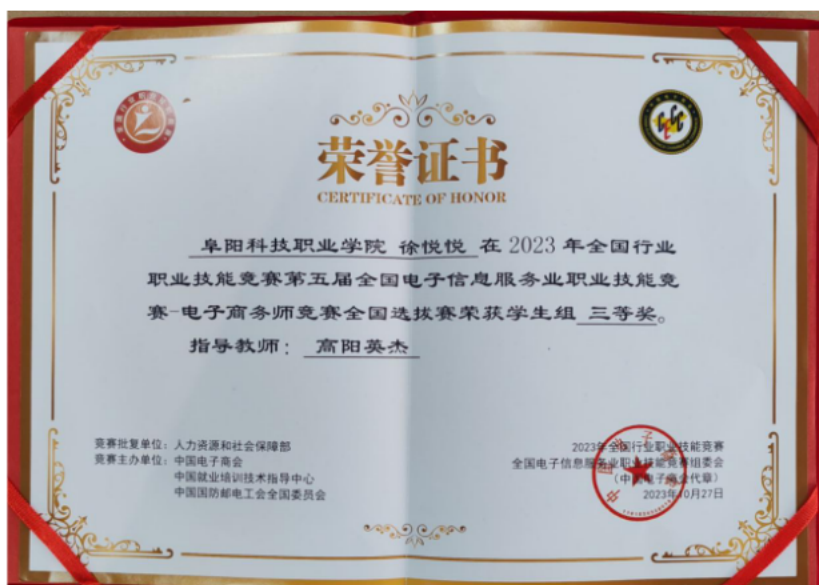 荣誉证书
CERTIFICATE OF HONOR
阜阳科技职业学院 徐悦悦 在 2023 年全国行业
职业技能竞赛第五届全国电子信息服务业职业技能竞
赛-电子商务师竞赛全国选拔赛荣获学生组 三等奖。
指导教师： 高阳英杰
竞赛批复单位：人力资源和社会保障部
竞赛主办单位：中国电子商会
中国就业培训技术指导中心
中国国防邮电工会全国委员会
2023年全国行业职业技能竞赛
全国电子信息服务业职业技能竞赛组委会
（中国电子商会代章）
2023年10月27日